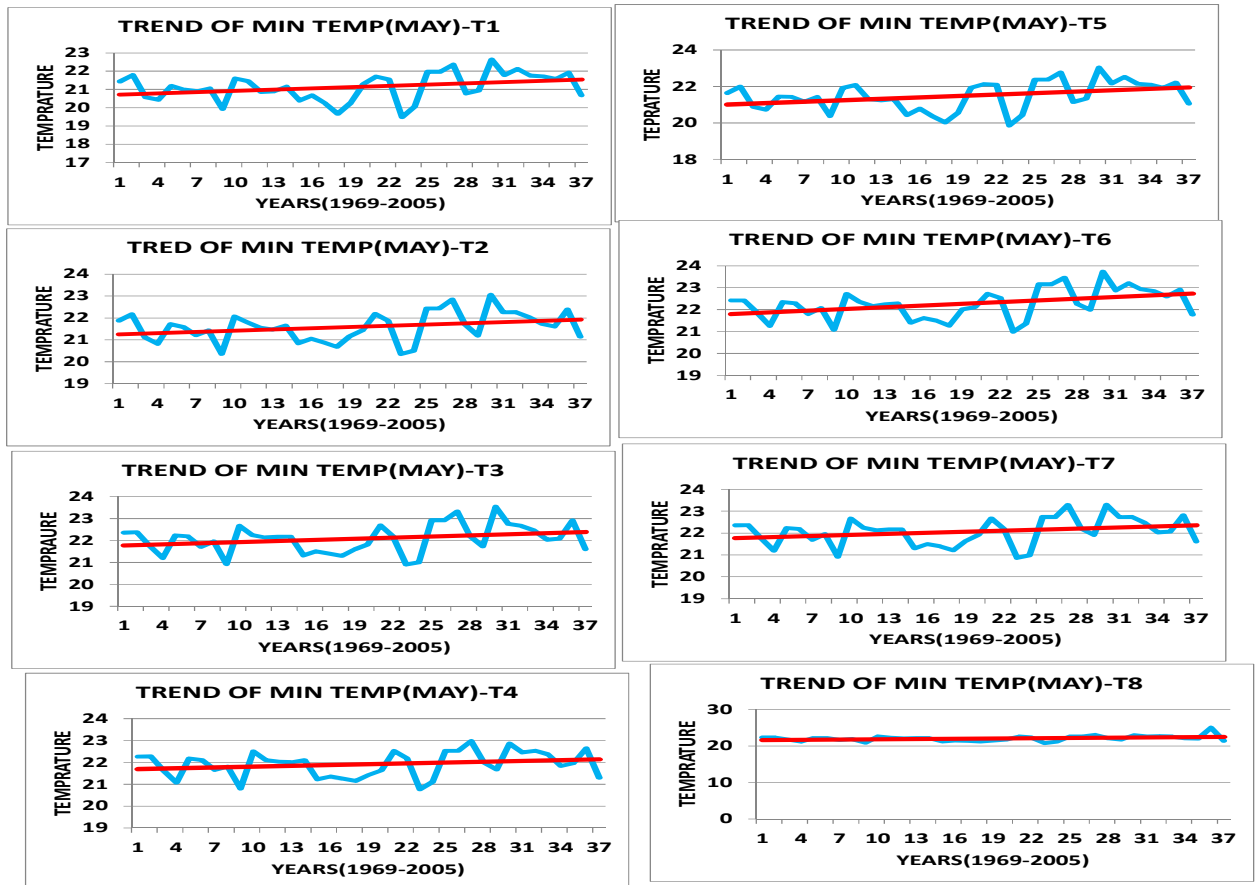 TREND OF MIN TEMP(MAY)-T1
23
22
21
20
19
18
17
TEMPRATURE
1 4 7 10 13 16 19 22 25 28 31 34 37
YEARS(1969-2005)
TREND OF MIN TEMP(MAY)-T5
24
22
20
18
TEPRATURE
1 4 7 10 13 16 19 22 25 28 31 34 37
YEARS(1969-2005)
TRED OF MIN TEMP(MAY)-T2
24
23
22
21
20
19
TEMPRATURE
1 4 7 10 13 16 19 22 25 28 31 34 37
YEARS(1969-2005)
TREND OF MIN TEMP(MAY)-T6
24
23
22
21
20
19
TEMPRATURE
1 4 7 10 13 16 19 22 25 28 31 34 37
YEARS(1969-2005)
TREND OF MIN TEMP(MAY)-T3
24
23
22
21
20
19
TEMPRAURE
1 4 7 10 13 16 19 22 25 28 31 34 37
YEARS(1969-2005)
TREND OF MIN TEMP(MAY)-T7
24
23
22
21
20
19
TEMPRATURE
1 4 7 10 13 16 19 22 25 28 31 34 37
YEARS(1969-2005)
TREND OF MIN TEMP(MAY)-T4
24
23
22
21
20
19
TEMPRATURE
1 4 7 10 13 16 19 22 25 28 31 34 37
YEARS(1969-2005)
TREND OF MIN TEMP(MAY)-T8
30
20
10
0
TEMPRATURE
1 4 7 10 13 16 19 22 25 28 31 34 37
YEARS(1969-2005)